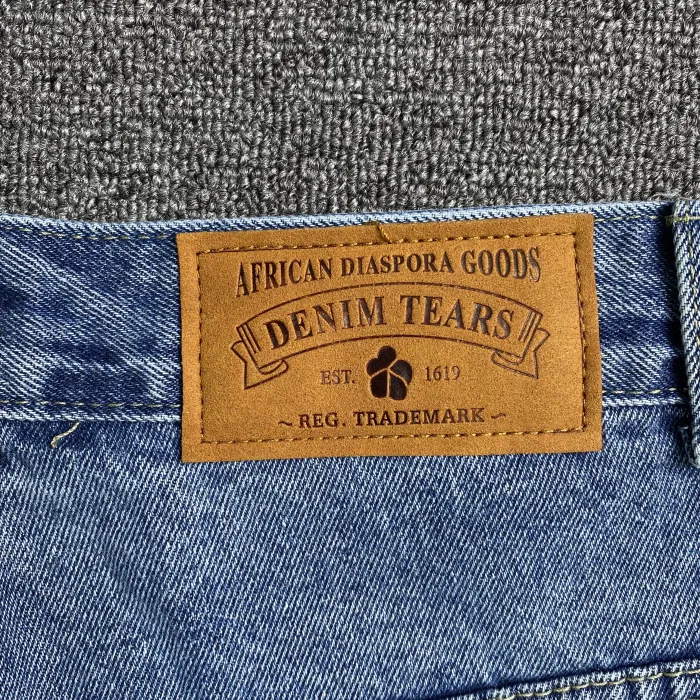 AFRICAN DIASPORA GOODS
DENIM TEARS
EST. 1619
~ REG. TRADEMARK ~